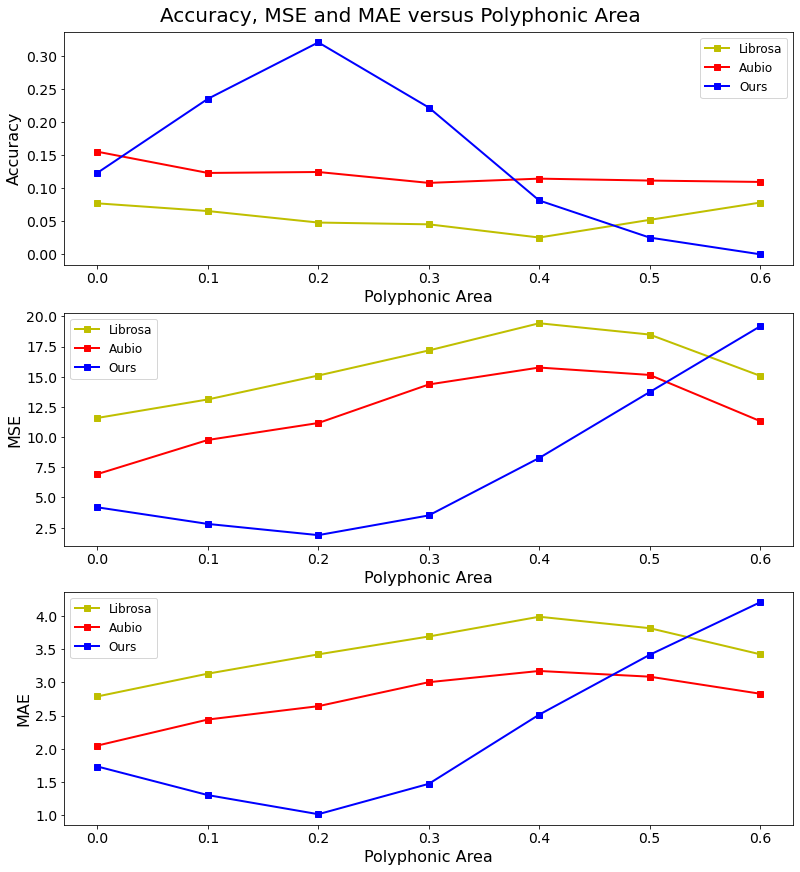 Accuracy, MSE and MAE versus Polyphonic Area
0.30
0.25
0.20
0.15
0.10
0.05
0.00
Accuracy
Librosa
Aubio
Ours
0.0 0.1 0.2 0.3 0.4 0.5 0.6
Polyphonic Area
20.0
17.5
15.0
12.5
10.0
7.5
5.0
2.5
MSE
Librosa
Aubio
Ours
0.0 0.1 0.2 0.3 0.4 0.5 0.6
Polyphonic Area
4.0
3.5
3.0
2.5
2.0
1.5
1.0
MAE
Librosa
Aubio
Ours
0.0 0.1 0.2 0.3 0.4 0.5 0.6
Polyphonic Area